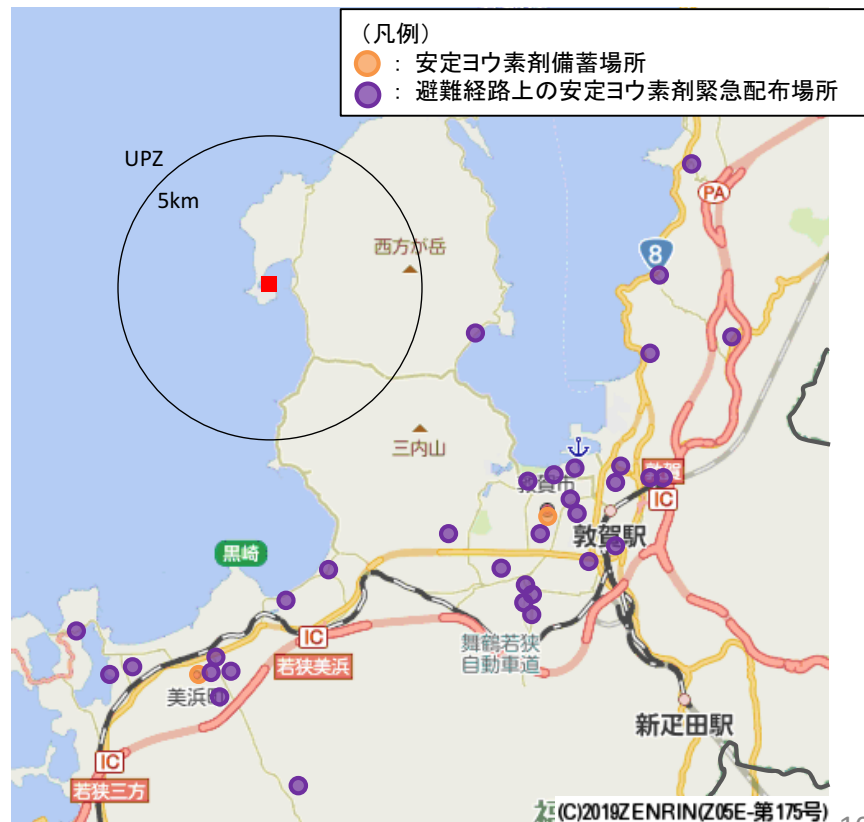 (凡例)
： 安定ヨウ素剤備蓄場所
： 避難経路上の安定ヨウ素剤緊急配布場所
UPZ
5km
PA
西方が岳
8
三内山
敦賀市
敦賀
IC
敦賀駅
黒崎
IC
若狭美浜
舞鶴若狭
自動車道
美浜町
新疋田駅
IC
若狭三方
(C)2019ZENRIN(Z05E-第175号)